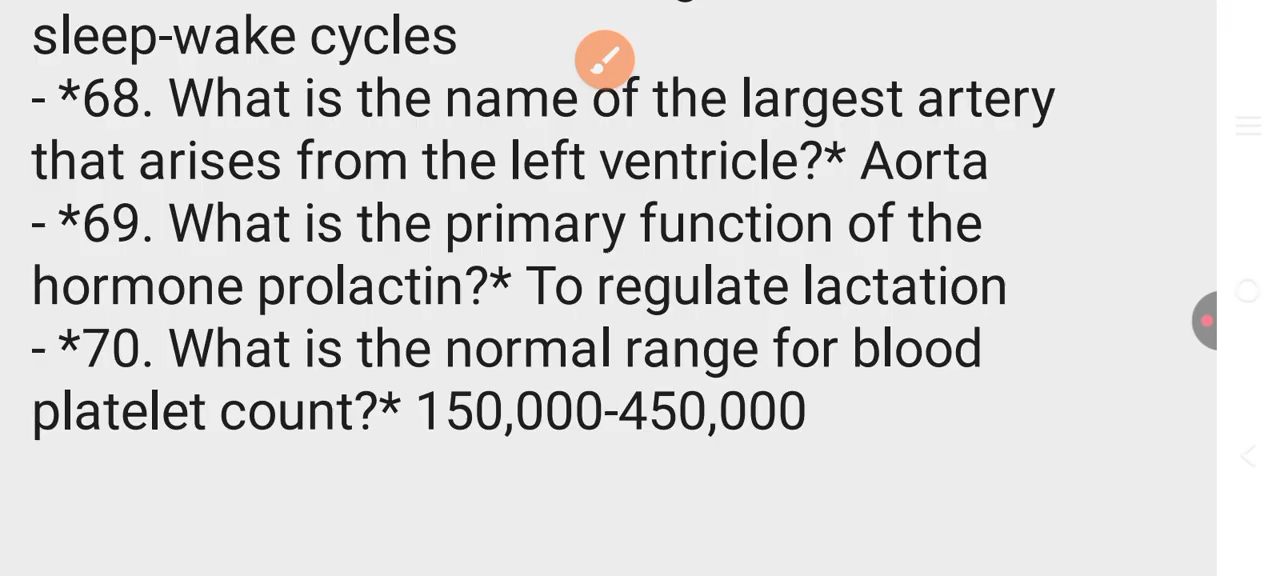 sleep-wake cycles
- *68. What is the name of the largest artery
that arises from the left ventricle?* Aorta
- *69. What is the primary function of the
hormone prolactin?* To regulate lactation
- *70. What is the normal range for blood
platelet count?* 150,000-450,000